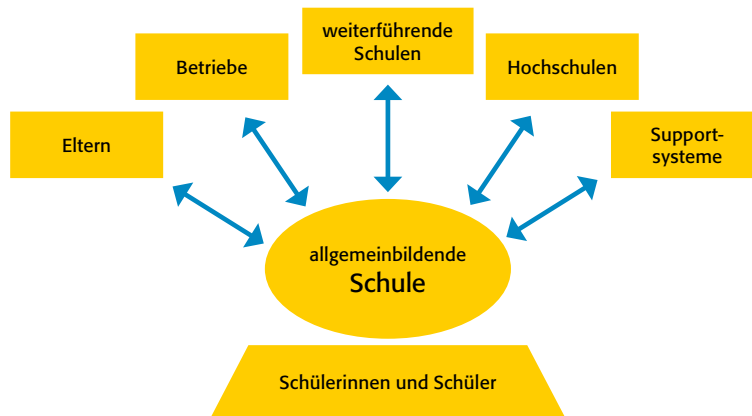 weiterführende
Schulen
Betriebe
Hochschulen
Eltern
Support-
systeme
allgemeinbildende
Schule
Schülerinnen und Schüler